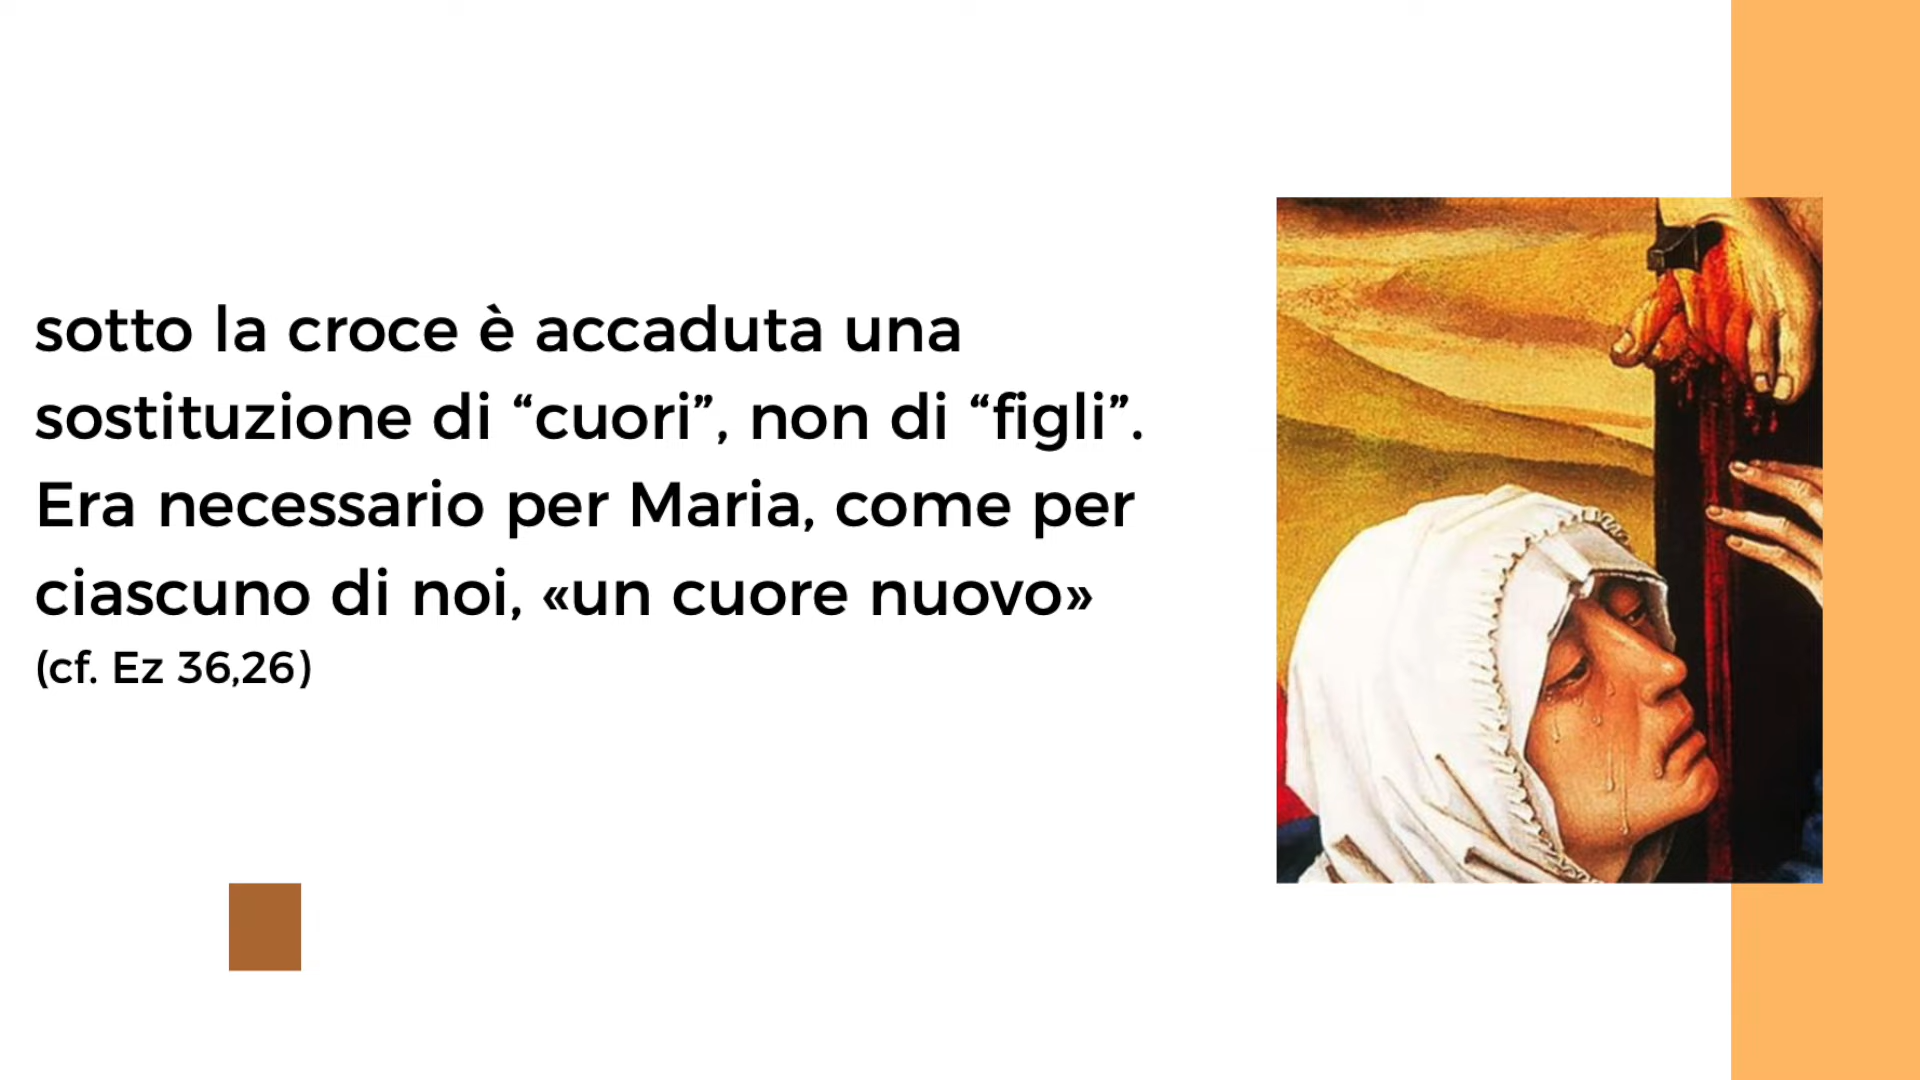 sotto la croce è accaduta una
sostituzione di “cuori”, non di “figli”.
Era necessario per Maria, come per
ciascuno di noi, «un cuore nuovo»
(cf. Ez 36,26)